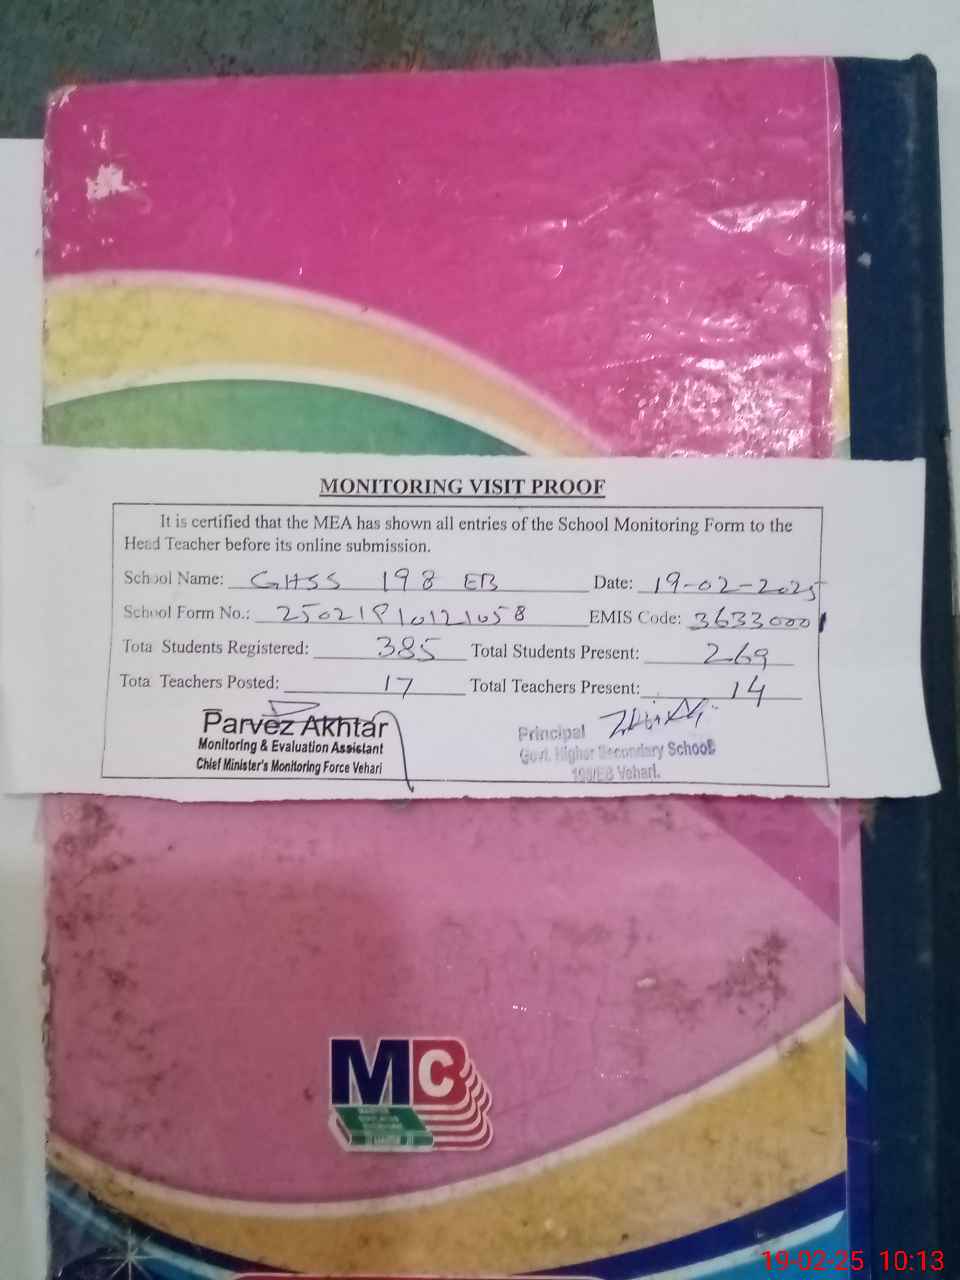 MONITORING VISIT PROOF
It is certified that the MEA has shown all entries of the School Monitoring Form to the
Head Teacher before its online submission.
School Name: GHSS 198 EB Date: 19-02-2025
School Form No.: 25021910121058 EMIS Code: 36330001
Total Students Registered: 385 Total Students Present: 269
Total Teachers Posted: 17 Total Teachers Present: 14
Parvez Akhtar
Monitoring & Evaluation Assistant
Chief Minister's Monitoring Force Vehari
Principal
Govt. Higher Secondary School
198/EB Vehari.
MC
19-02-25 10:13